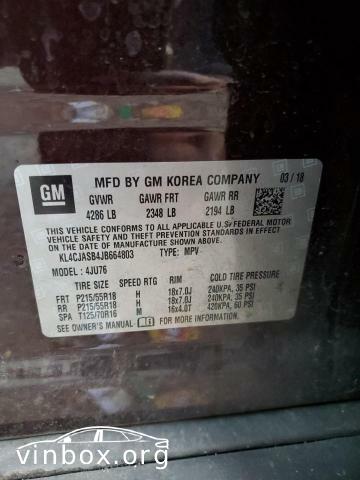 GM
MFD BY GM KOREA COMPANY 03/18
GVWR GAWR FRT GAWR RR
4286 LB 2348 LB 2194 LB
THIS VEHICLE CONFORMS TO ALL APPLICABLE U.S. FEDERAL MOTOR
VEHICLE SAFETY, BUMPER, AND THEFT PREVENTION STANDARDS
IN EFFECT ON THE DATE OF MANUFACTURE SHOWN ABOVE.
KL4CJASB4JB664803 TYPE: MPV
MODEL: 4JU76
TIRE SIZE SPEED RTG RIM COLD TIRE PRESSURE
FRT P215/55R18 H 18x7.0J 240KPA, 35 PSI
RR P215/55R18 H 18x7.0J 240KPA, 35 PSI
SPA T125/70R16 M 16x4.0T 420KPA, 60 PSI
SEE OWNER'S MANUAL FOR MORE INFORMATION
vinbox.org